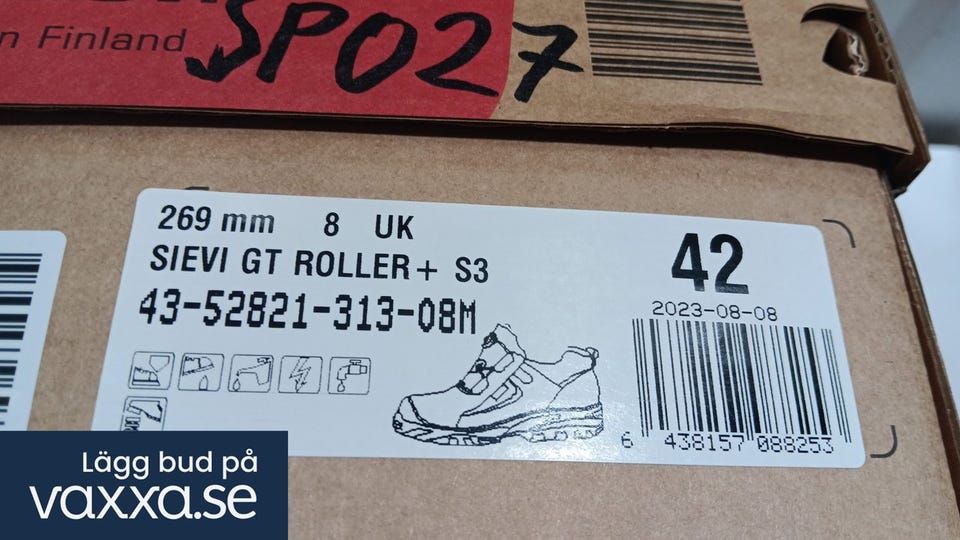 n Finland
SP027
269 mm 8 UK
SIEVI GT ROLLER+ S3
43-52821-313-08M
42
2023-08-08
6 438157 088253
Lägg bud på
vaxxa.se